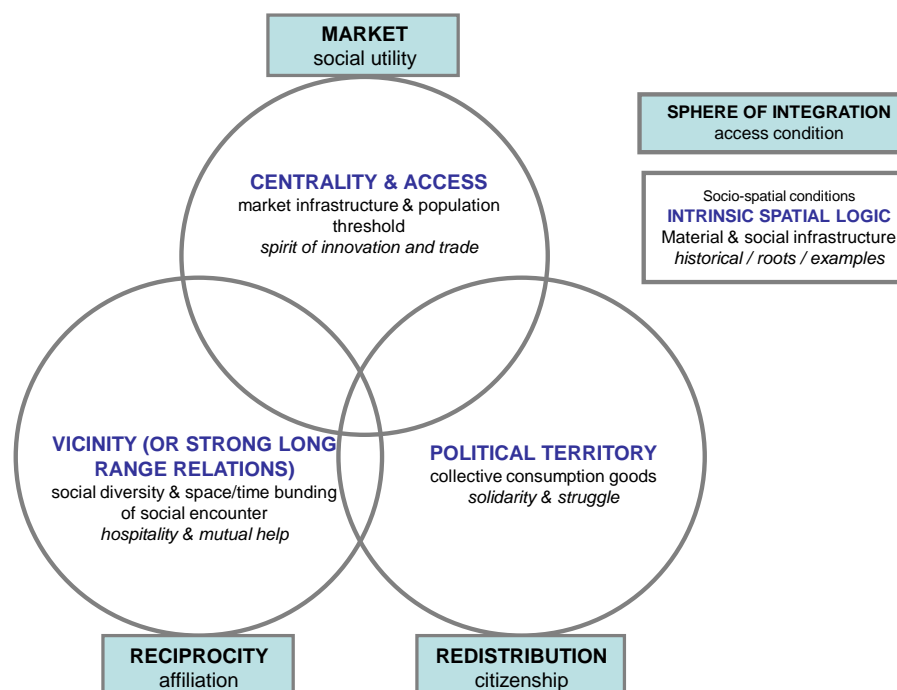 MARKET
social utility
SPHERE OF INTEGRATION
access condition
CENTRALITY & ACCESS
market infrastructure & population
threshold
spirit of innovation and trade
Socio-spatial conditions
INTRINSIC SPATIAL LOGIC
Material & social infrastructure
historical / roots / examples
VICINITY (OR STRONG LONG
RANGE RELATIONS)
social diversity & space/time bunding
of social encounter
hospitality & mutual help
POLITICAL TERRITORY
collective consumption goods
solidarity & struggle
RECIPROCITY
affiliation
REDISTRIBUTION
citizenship